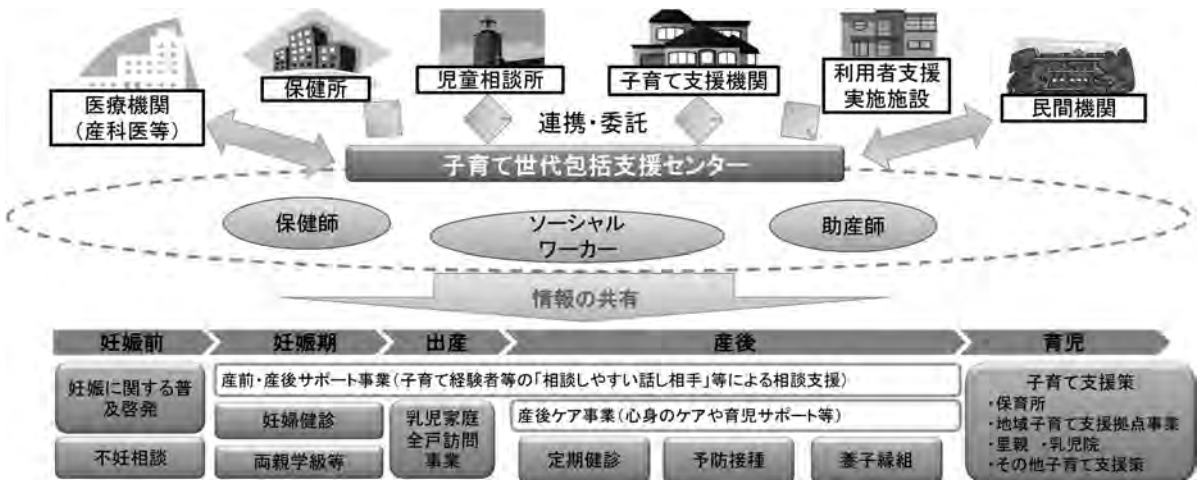 医療機関
(産科医等)
保健所
児童相談所
子育て支援機関
利用者支援
実施施設
民間機関
連携・委託
子育て世代包括支援センター
保健師
ソーシャル
ワーカー
助産師
情報の共有
妊娠前
妊娠期
出産
産後
育児
妊娠に関する普
及啓発
不妊相談
産前・産後サポート事業(子育て経験者等の「相談しやすい話し相手」等による相談支援)
妊婦健診
両親学級等
乳児家庭
全戸訪問
事業
産後ケア事業(心身のケアや育児サポート等)
定期健診
予防接種
養子縁組
子育て支援策
・保育所
・地域子育て支援拠点事業
・里親 ・乳児院
・その他子育て支援策